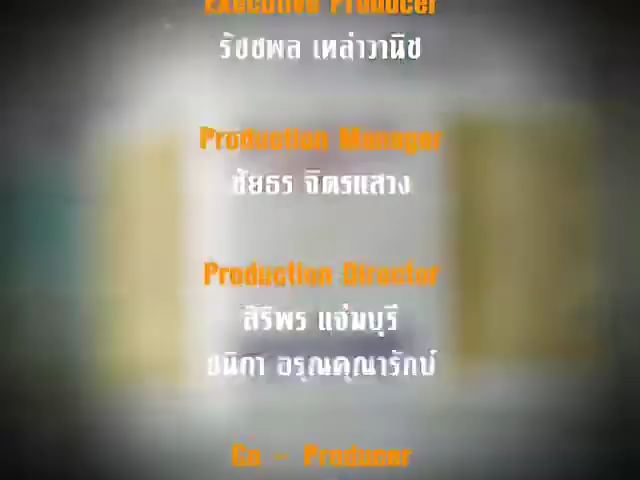 Executive Producer
รัชชพล เหล่าวานิช
Production Manager
ชัยธร จิตรแสวง
Production Director
สิริพร แจ่มบุรี
ชนิกา อรุณคุณารักษ์
Co - Producer